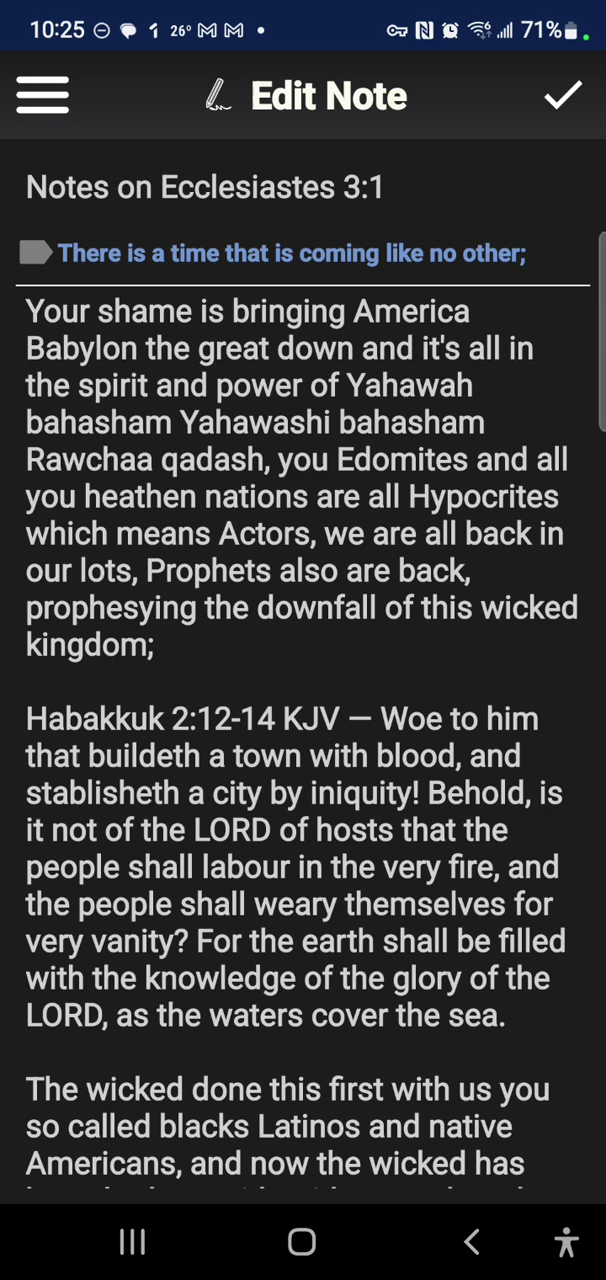 10:25 26° 71%
Edit Note
Notes on Ecclesiastes 3:1
There is a time that is coming like no other;
Your shame is bringing America
Babylon the great down and it's all in
the spirit and power of Yahawah
bahasham Yahawashi bahasham
Rawchaa qadash, you Edomites and all
you heathen nations are all Hypocrites
which means Actors, we are all back in
our lots, Prophets also are back,
prophesying the downfall of this wicked
kingdom;
Habakkuk 2:12-14 KJV — Woe to him
that buildeth a town with blood, and
stablisheth a city by iniquity! Behold, is
it not of the LORD of hosts that the
people shall labour in the very fire, and
the people shall weary themselves for
very vanity? For the earth shall be filled
with the knowledge of the glory of the
LORD, as the waters cover the sea.
The wicked done this first with us you
so called blacks Latinos and native
Americans, and now the wicked has